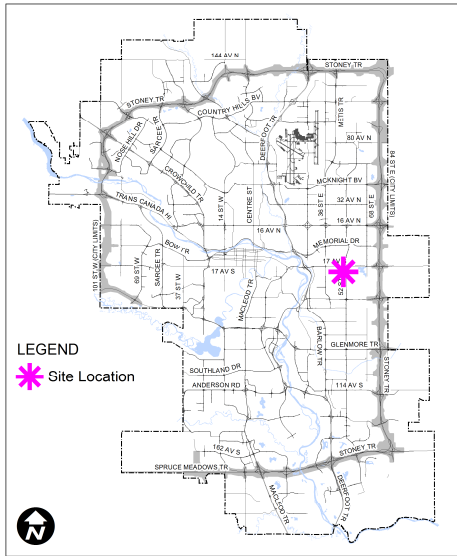 144 AV N
STONEY TR
STONEY TR
COUNTRY HILLS BV
METIS TR
NOSE HILL DR
SARCEE TR
DEERFOOT TR
80 AV N
84 ST E (CITY LIMITS)
CROWCHILD TR
MCKNIGHT BV
TRANS CANADA HI
14 ST W
CENTRE ST
36 ST E
32 AV N
68 ST E
16 AV N
16 AV N
101 ST W (CITY LIMITS)
BOW TR
MEMORIAL DR
69 ST W
SARCEE TR
37 ST W
17 AV S
17 AV
52 S
MACLEOD TR
BARLOW TR
LEGEND
Site Location
GLENMORE TR
STONEY TR
SOUTHLAND DR
ANDERSON RD
114 AV S
162 AV S
STONEY TR
SPRUCE MEADOWS TR
MACLEOD TR
DEERFOOT TR
N